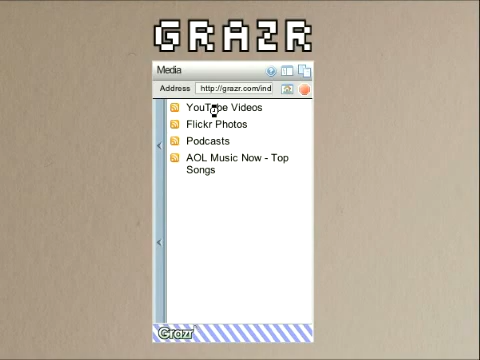 GRAZR
Media
Address http://grazr.com/ind
YouTube Videos
Flickr Photos
Podcasts
AOL Music Now - Top
Songs
Grazr